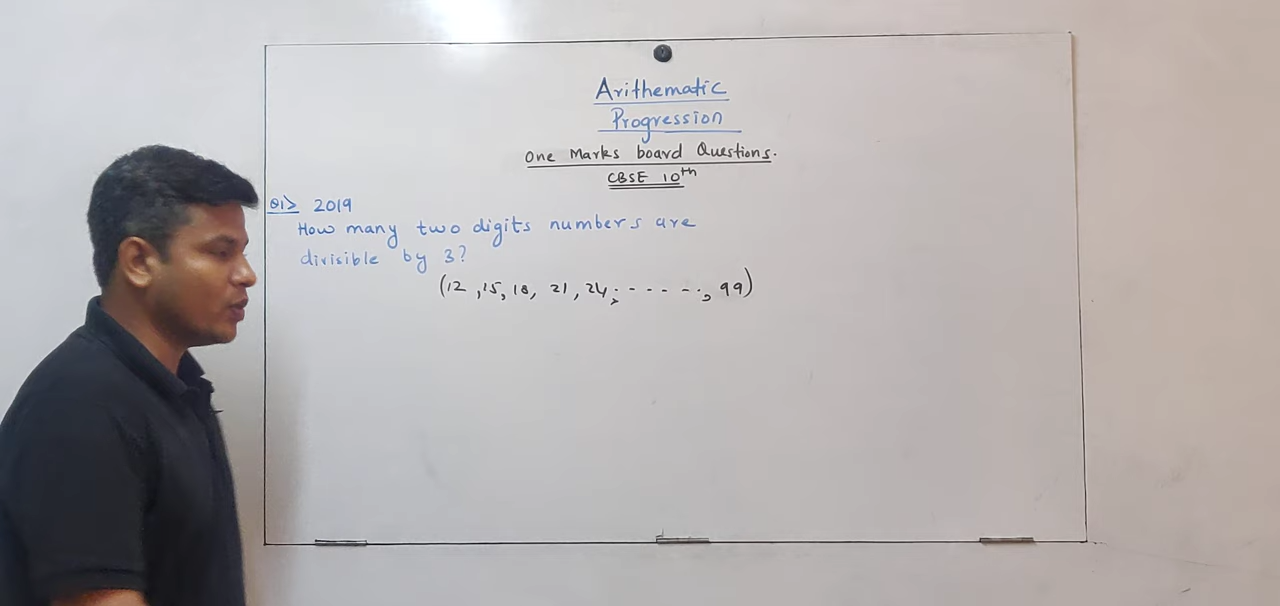 Arithematic
Progression
One Marks board Questions.
CBSE 10th
Q1> 2019
How many two digits numbers are
divisible by 3?
(12, 15, 18, 21, 24, - - - - - -, 99)